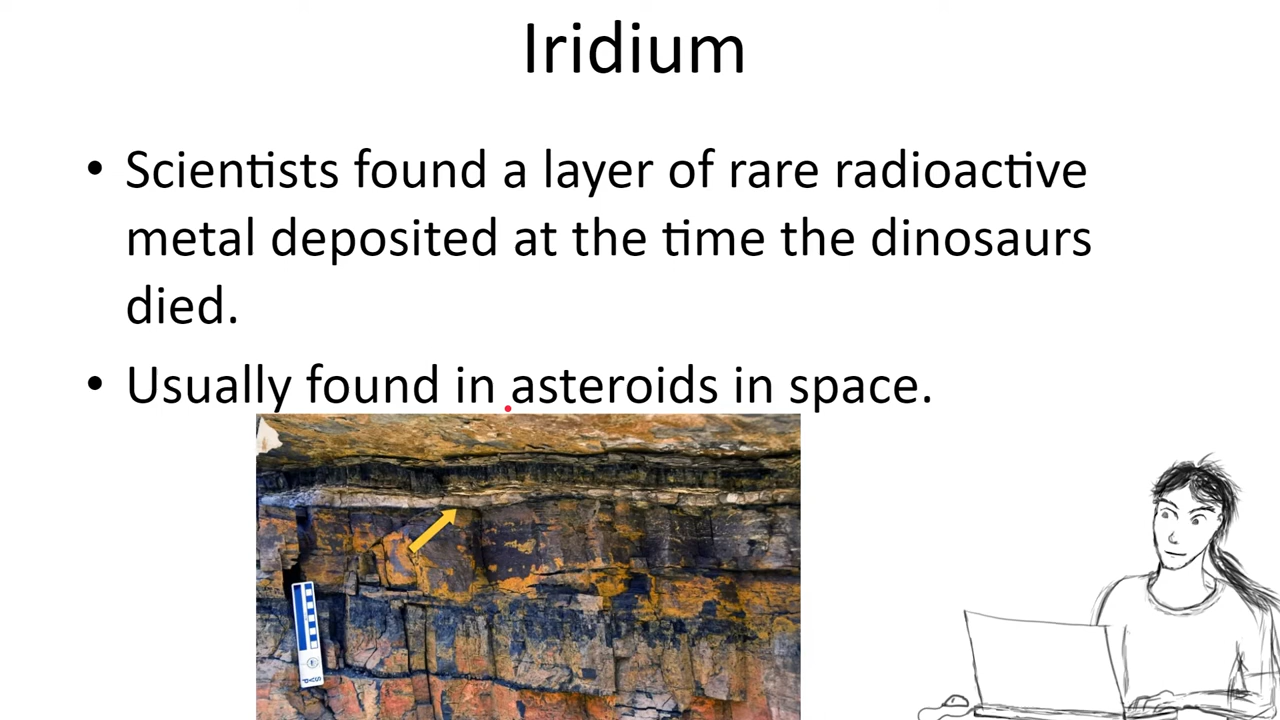 Iridium
• Scientists found a layer of rare radioactive
metal deposited at the time the dinosaurs
died.
• Usually found in asteroids in space.